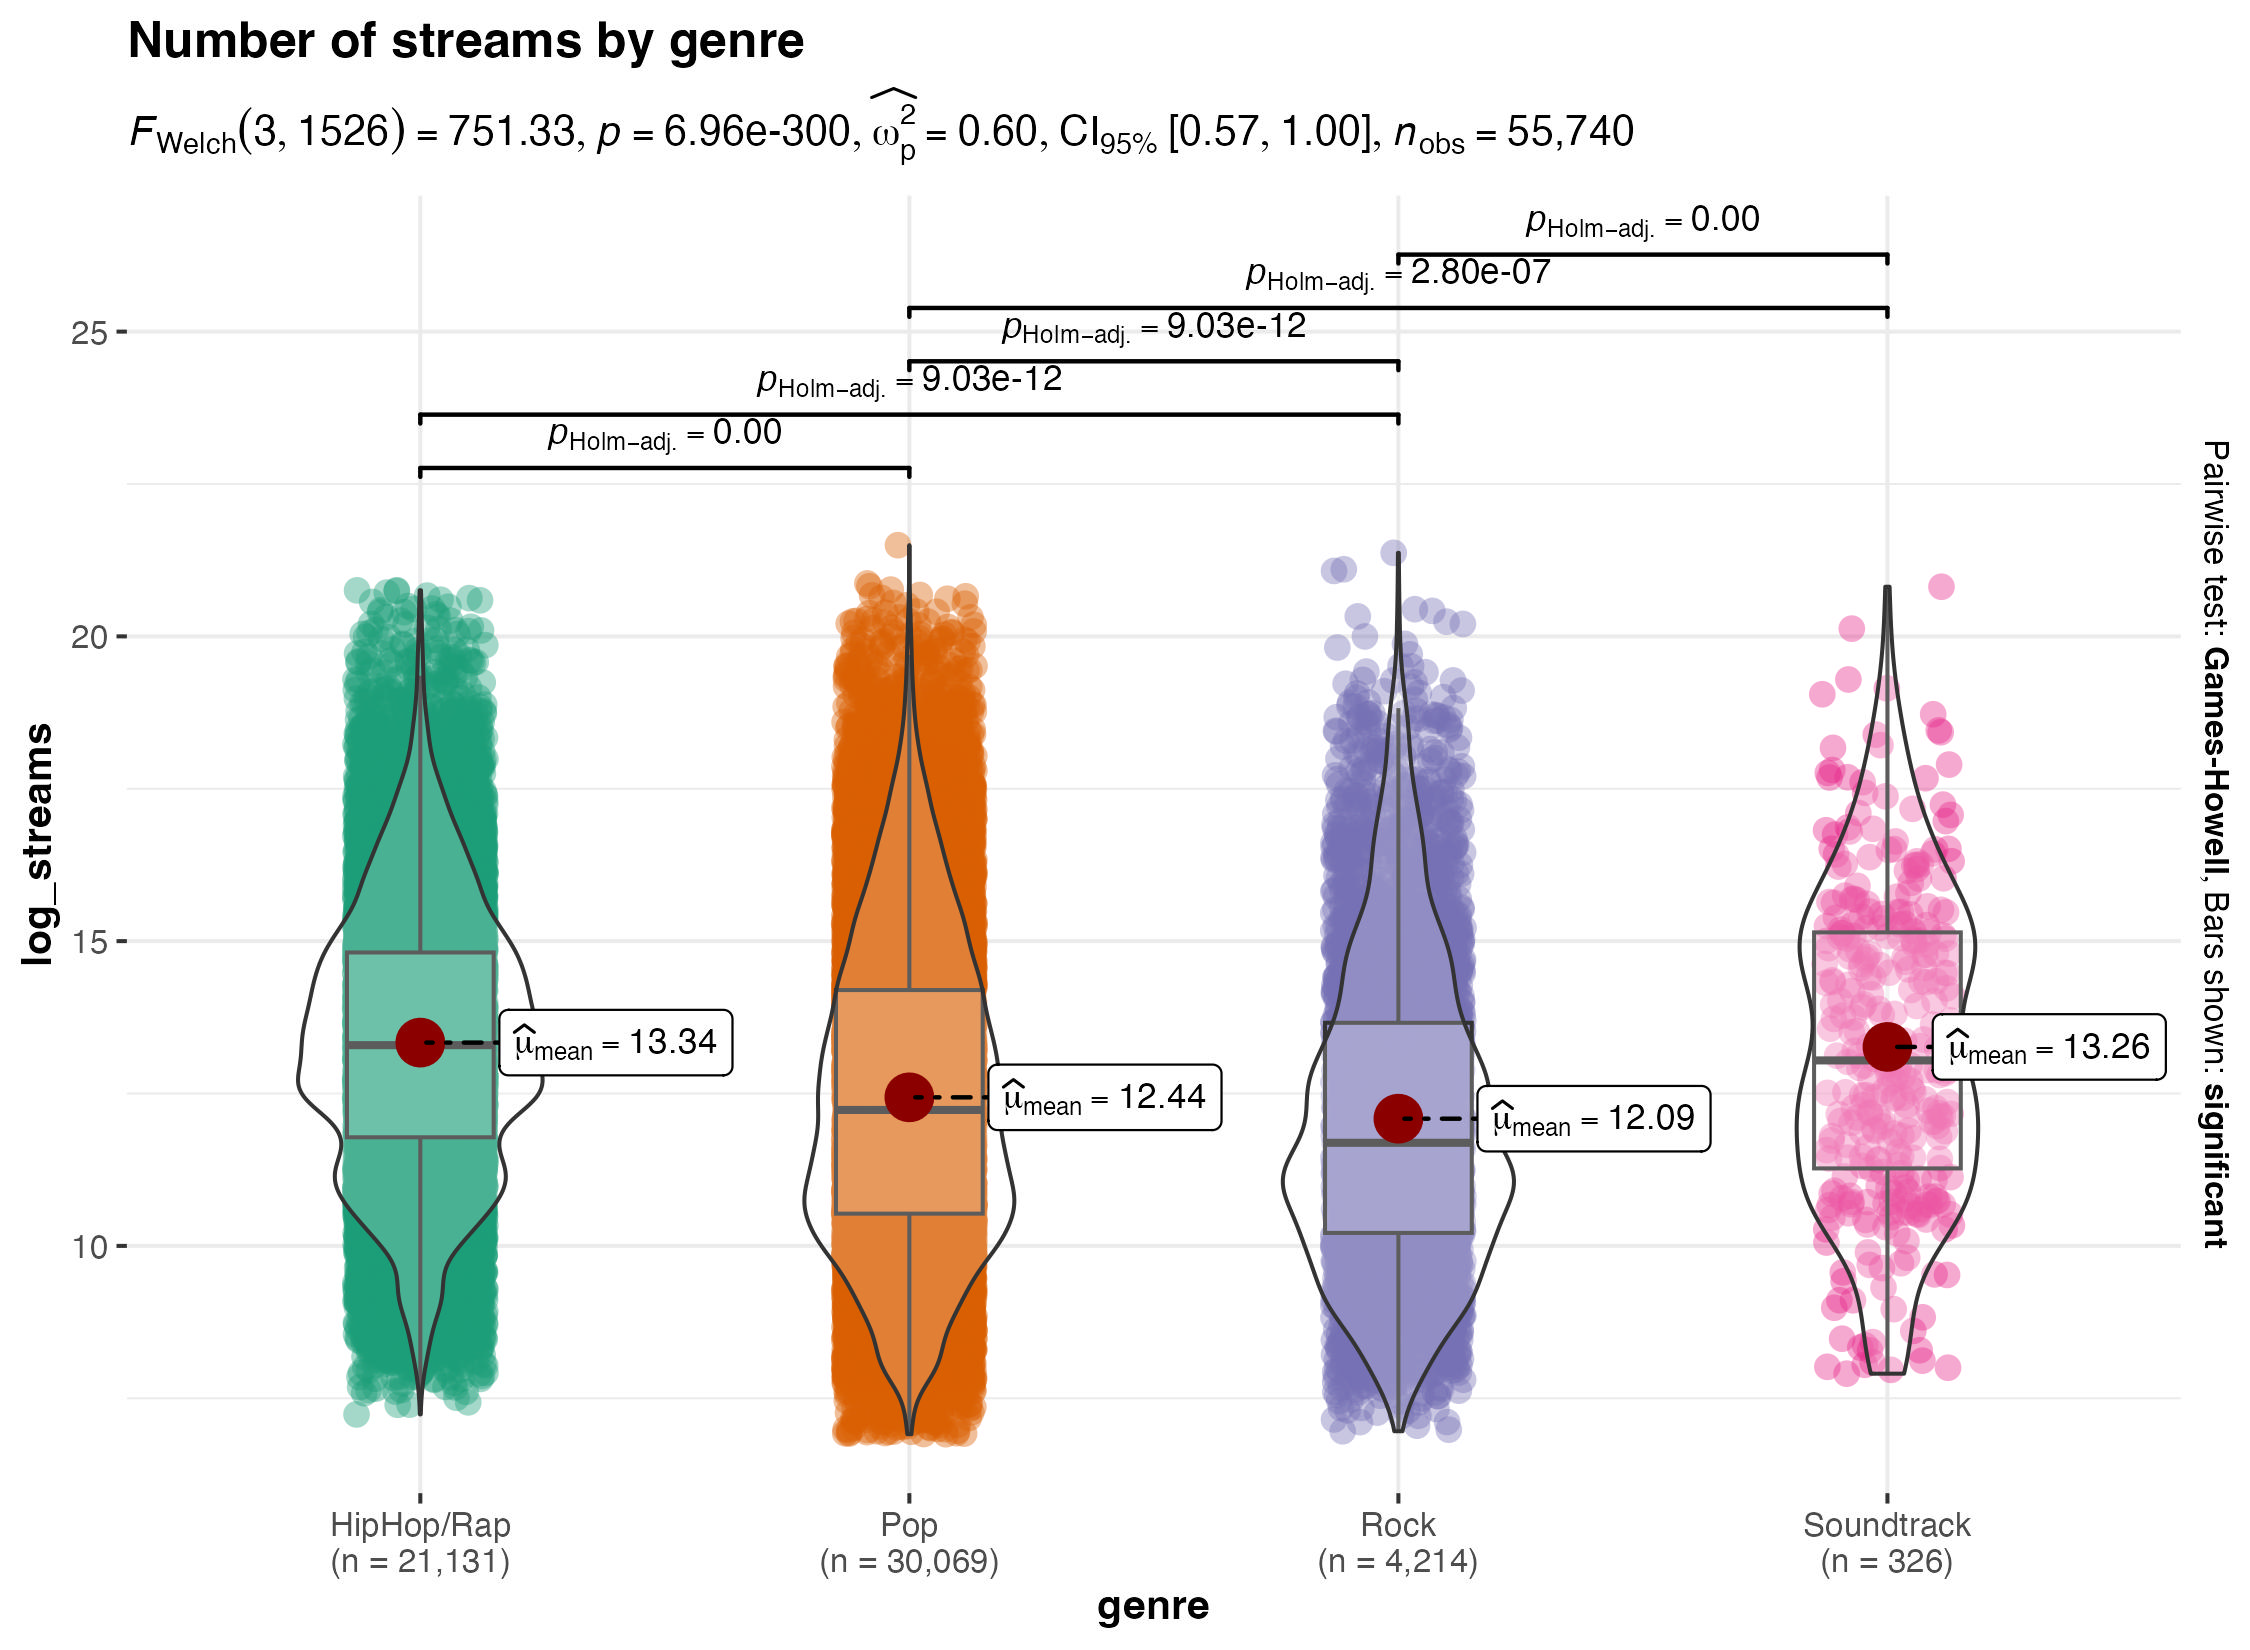 Number of streams by genre
F_Welch(3, 1526) = 751.33, p = 6.96e-300, ω̂²_p = 0.60, CI_95% [0.57, 1.00], n_obs = 55,740
p_Holm−adj. = 0.00
p_Holm−adj. = 2.80e-07
p_Holm−adj. = 9.03e-12
p_Holm−adj. = 9.03e-12
p_Holm−adj. = 0.00
25
20
15
10
log_streams
μ̂_mean = 13.34
μ̂_mean = 12.44
μ̂_mean = 12.09
μ̂_mean = 13.26
Pairwise test: Games-Howell, Bars shown: significant
HipHop/Rap
(n = 21,131)
Pop
(n = 30,069)
Rock
(n = 4,214)
Soundtrack
(n = 326)
genre